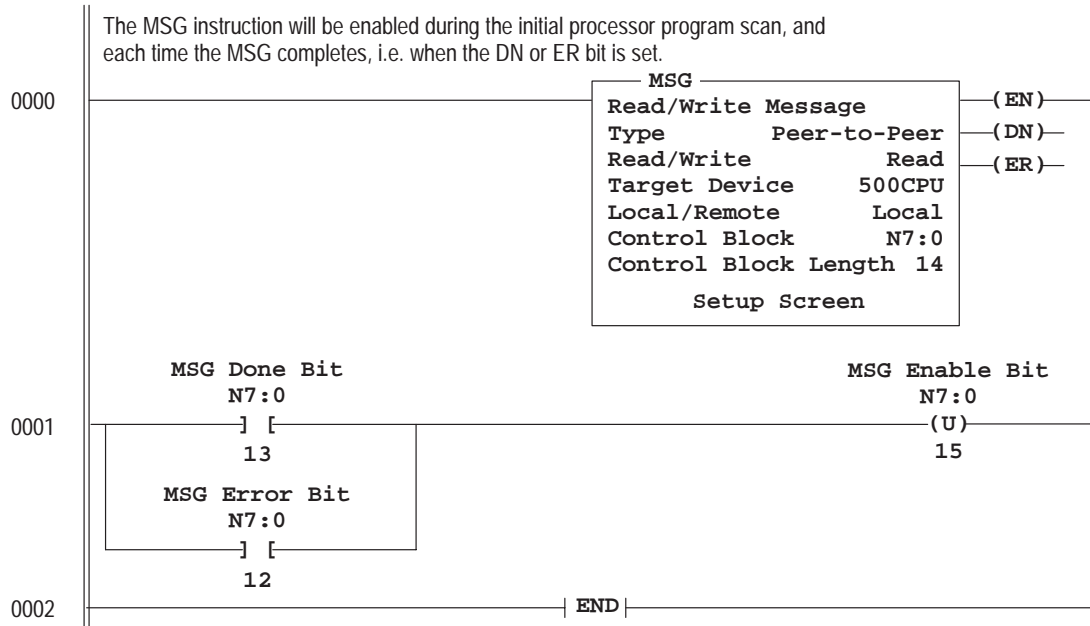 The MSG instruction will be enabled during the initial processor program scan, and
each time the MSG completes, i.e. when the DN or ER bit is set.
0000
MSG
Read/Write Message
Type Peer-to-Peer
Read/Write Read
Target Device 500CPU
Local/Remote Local
Control Block N7:0
Control Block Length 14
Setup Screen
(EN)
(DN)
(ER)
0001
MSG Done Bit
N7:0
] [
13
MSG Error Bit
N7:0
] [
12
MSG Enable Bit
N7:0
(U)
15
0002
END